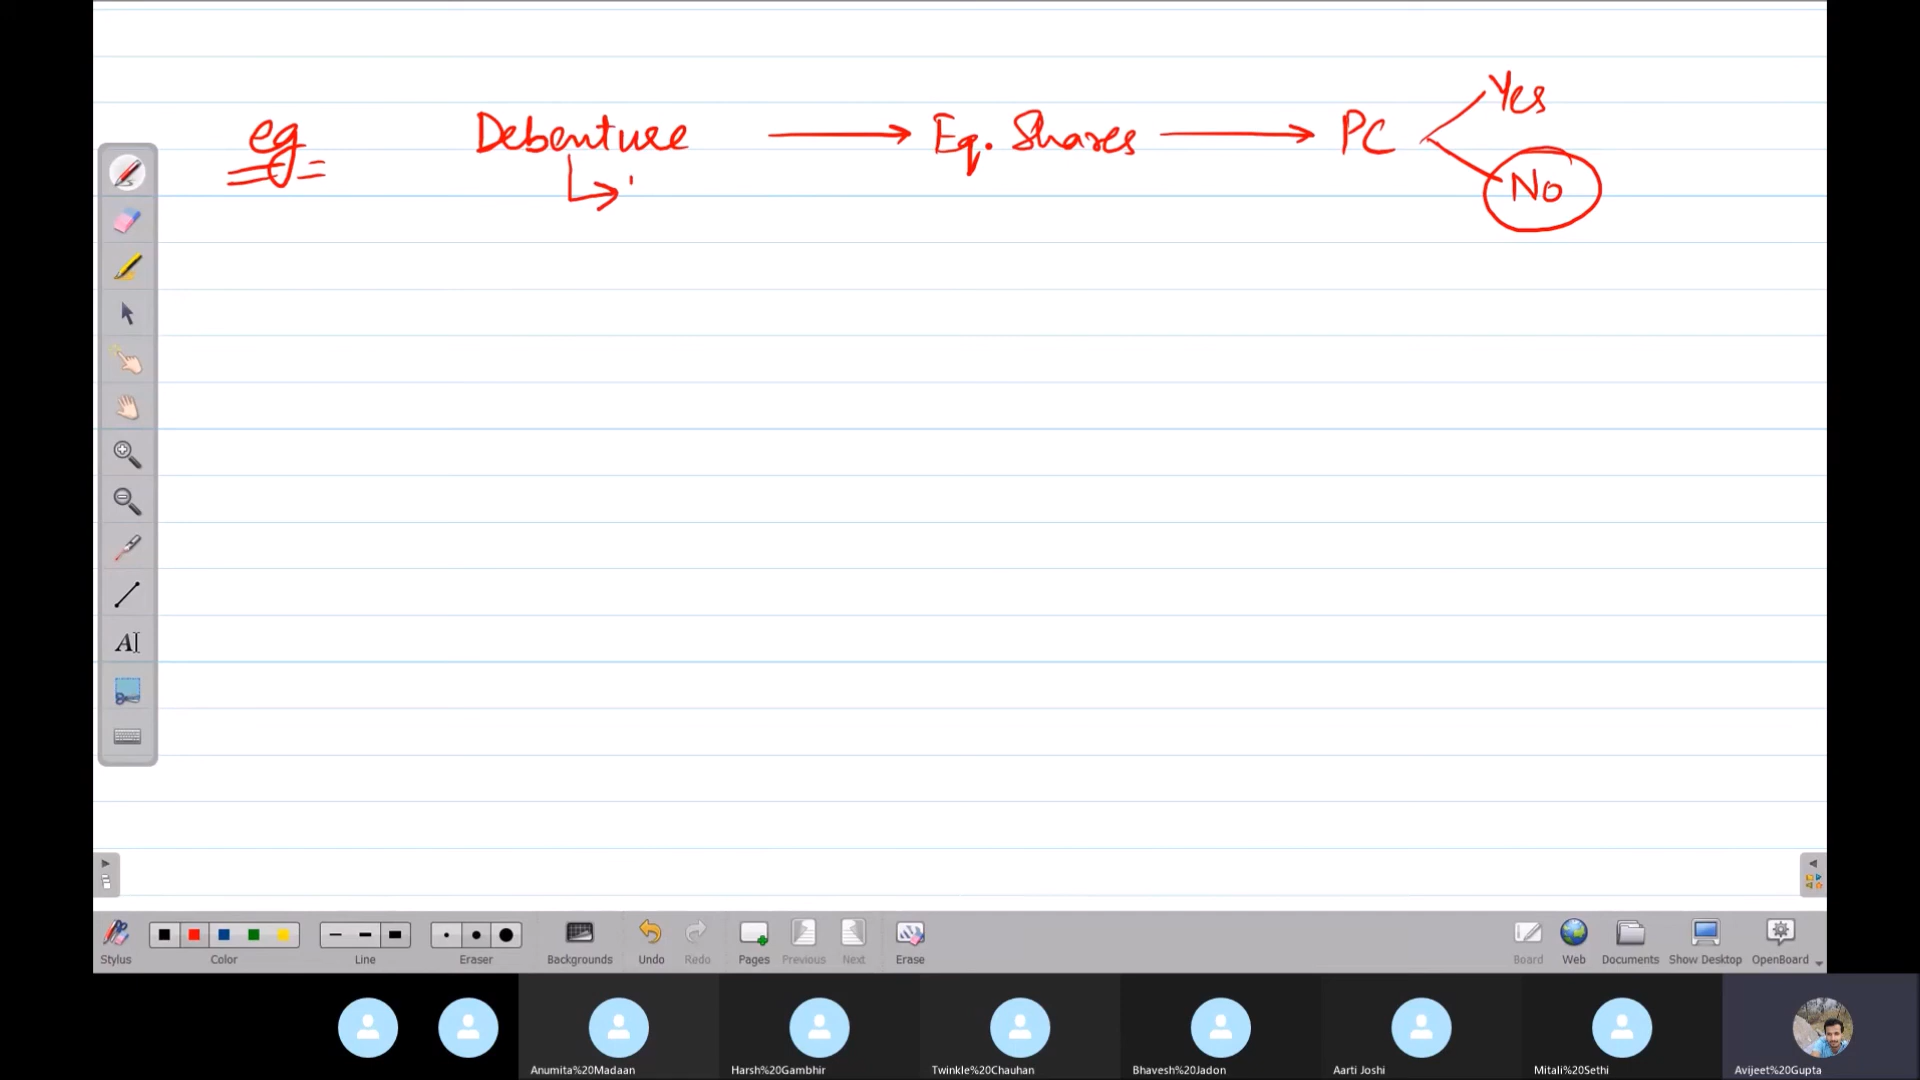 Yes
eg Debenture → Eq. Shares → PC
No
AI
Stylus Color Line Eraser Backgrounds Undo Redo Pages Previous Next Erase Board Web Documents Show Desktop OpenBoard
Anumita%20Madaan Harsh%20Gambhir Twinkle%20Chauhan Bhavesh%20Jadon Aarti Joshi Mitali%20Sethi Avijeet%20Gupta